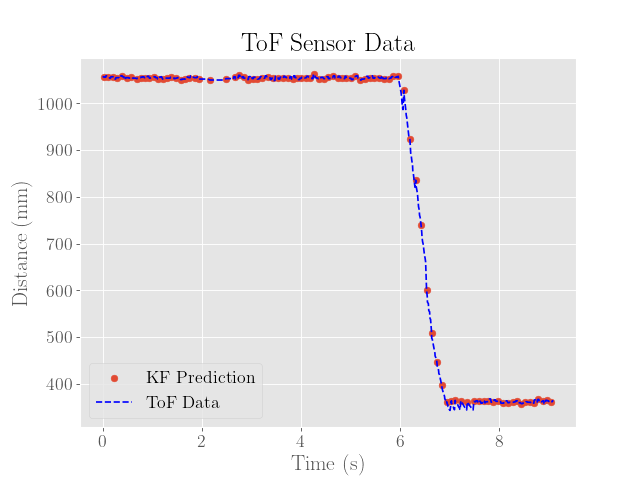 ToF Sensor Data
1000
900
800
700
600
500
400
Distance (mm)
KF Prediction
ToF Data
0 2 4 6 8
Time (s)